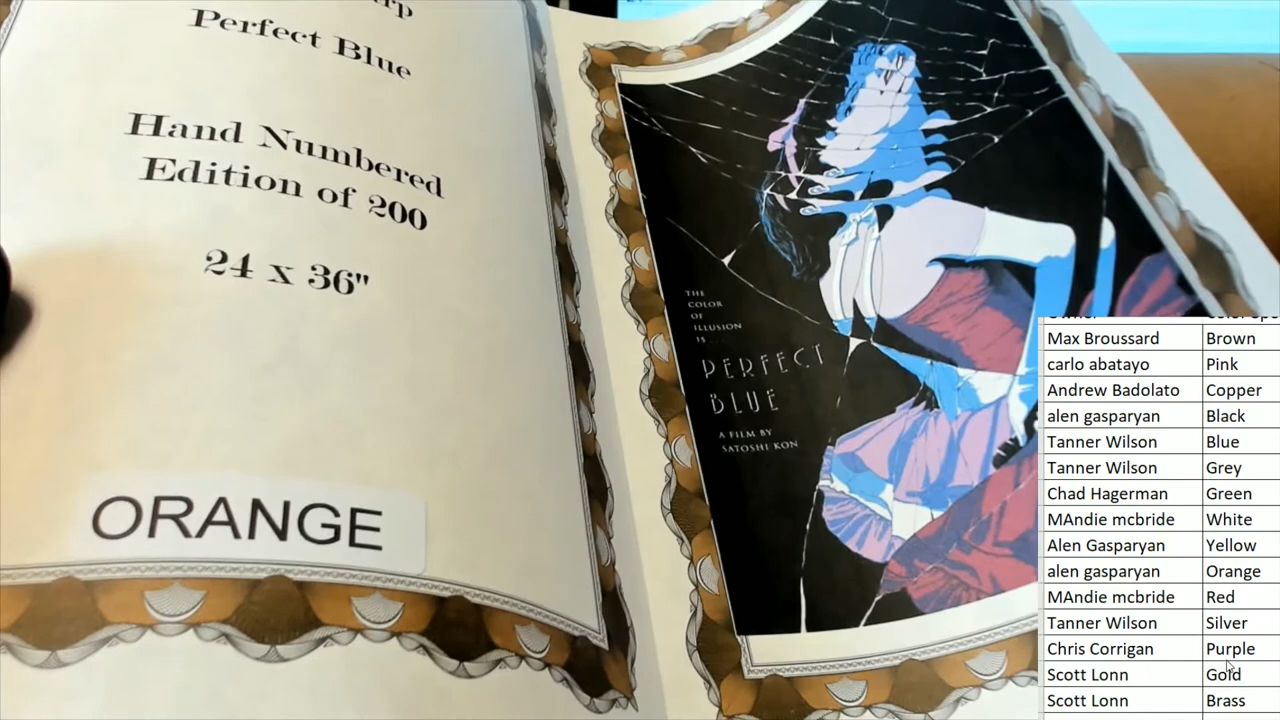 Perfect Blue
Hand Numbered
Edition of 200
24 x 36"
ORANGE
THE
COLOR
OF
ILLUSION
IS...
PERFECT
BLUE
A FILM BY
SATOSHI KON
Max Broussard Brown
carlo abatayo Pink
Andrew Badolato Copper
alen gasparyan Black
Tanner Wilson Blue
Tanner Wilson Grey
Chad Hagerman Green
MAndie mcbride White
Alen Gasparyan Yellow
alen gasparyan Orange
MAndie mcbride Red
Tanner Wilson Silver
Chris Corrigan Purple
Scott Lonn Gold
Scott Lonn Brass